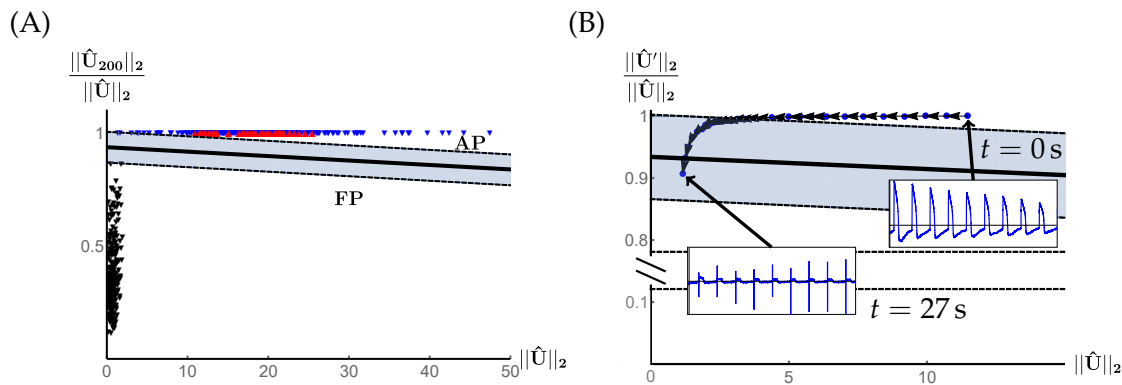 (A)
||Û₂₀₀||₂
||Û||₂
1
0.5
AP
FP
0
10
20
30
40
50
||Û||₂
(B)
||Û′||₂
||Û||₂
1
0.9
0.8
0.1
t = 0 s
t = 27 s
0
5
10
||Û||₂